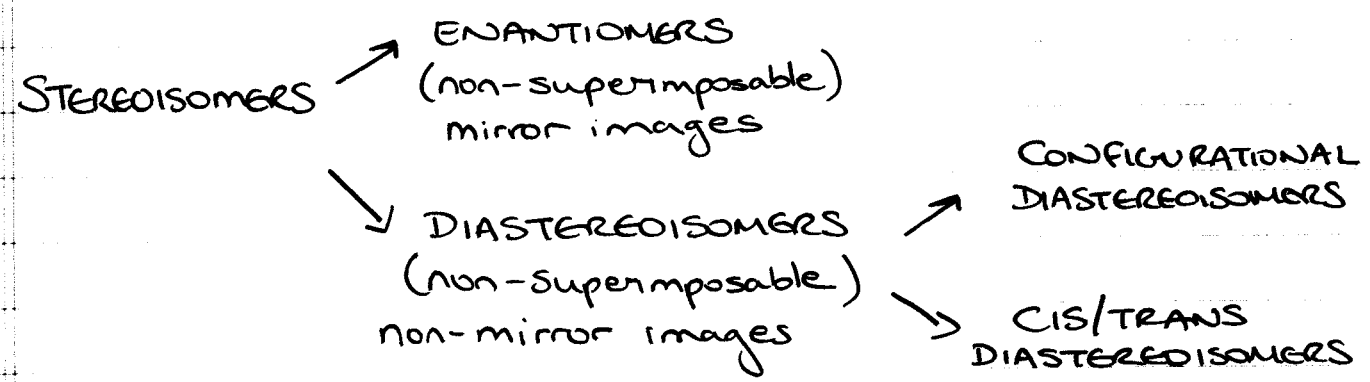 STEREOISOMERS
ENANTIOMERS
(non-superimposable)
mirror images
DIASTEREOISOMERS
(non-superimposable)
non-mirror images
CONFIGURATIONAL
DIASTEREOISOMERS
CIS/TRANS
DIASTEREOISOMERS